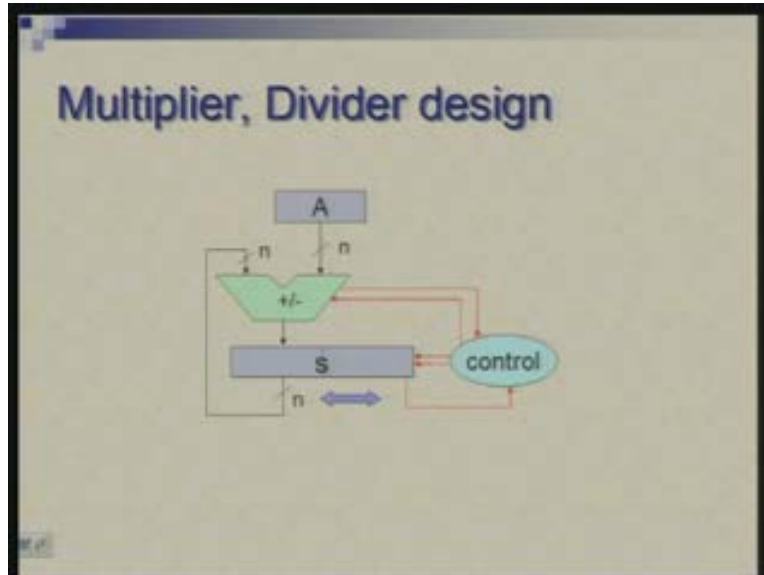 Multiplier, Divider design
A
n
n
+/-
s
control
n